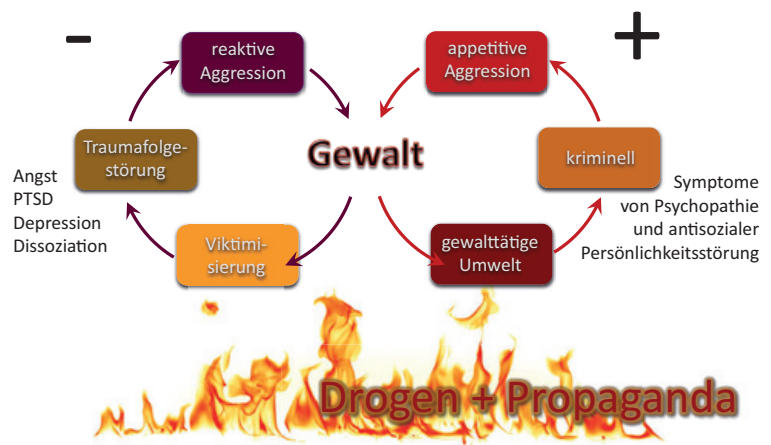 -
+
reaktive
Aggression
appetitive
Aggression
Traumafolge-
störung
Gewalt
kriminell
Angst
PTSD
Depression
Dissoziation
Symptome
von Psychopathie
und antisozialer
Persönlichkeitsstörung
Viktimi-
sierung
gewalttätige
Umwelt
Drogen + Propaganda